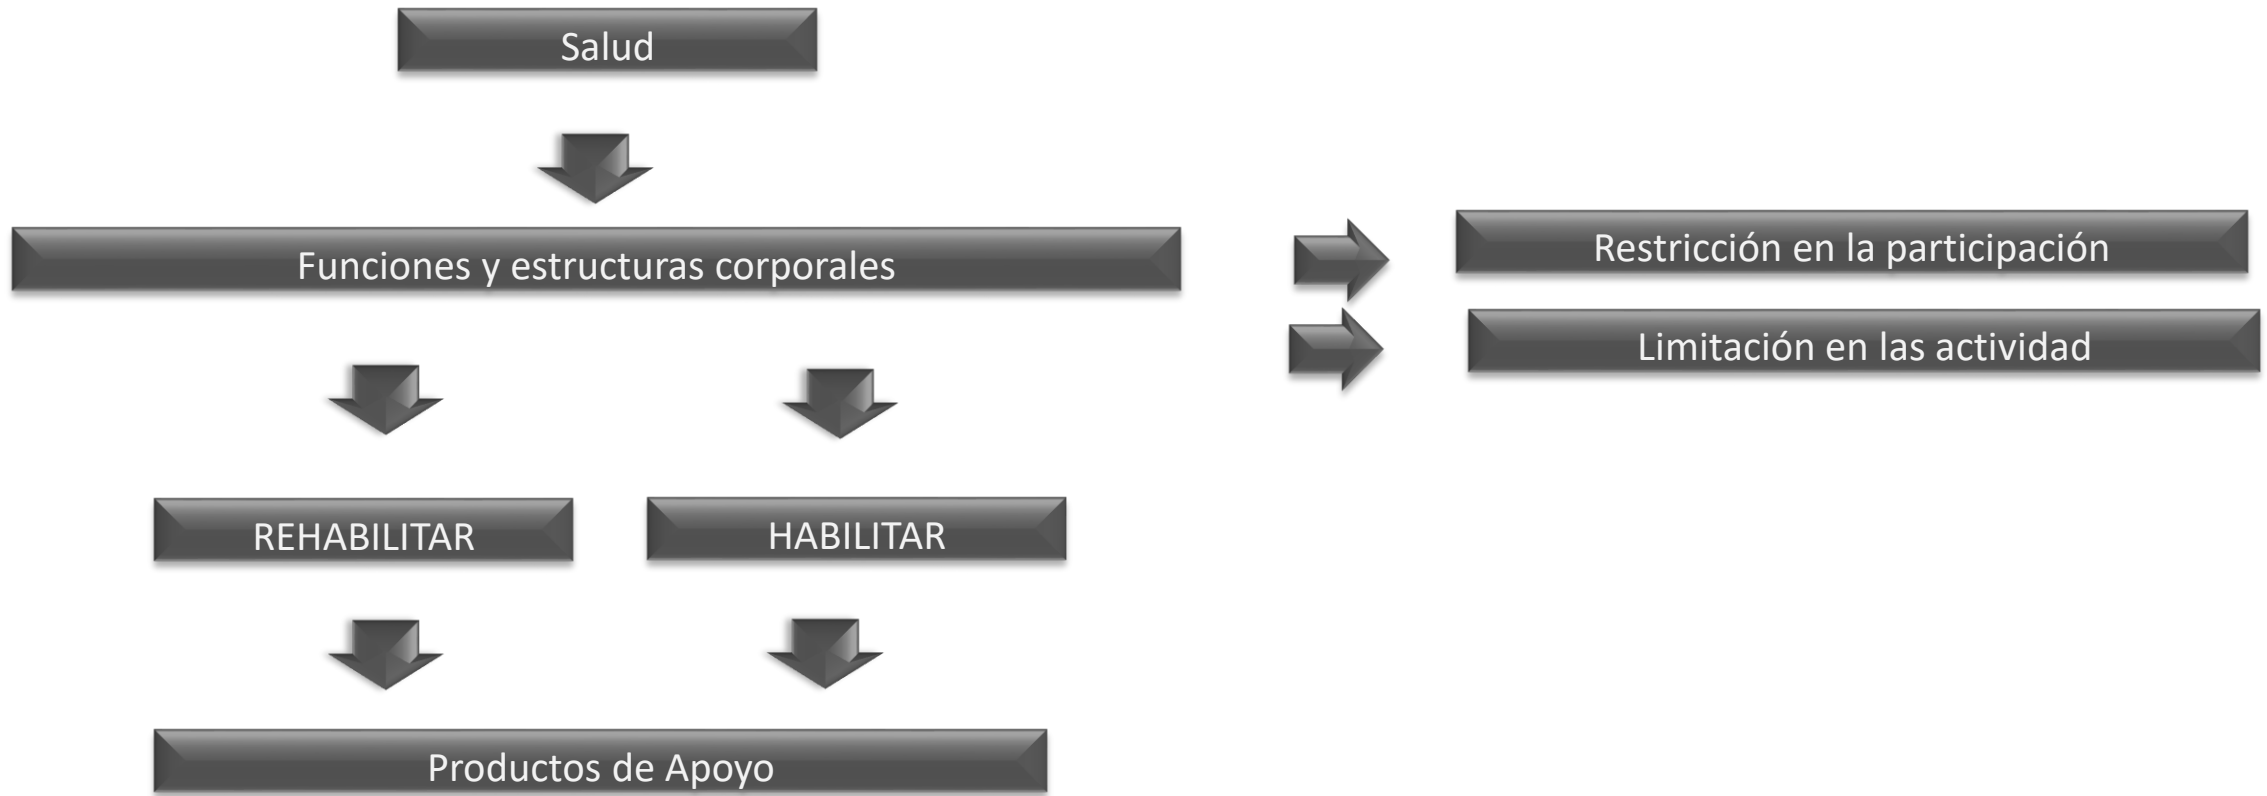 Salud
Funciones y estructuras corporales
Restricción en la participación
Limitación en las actividad
REHABILITAR
HABILITAR
Productos de Apoyo